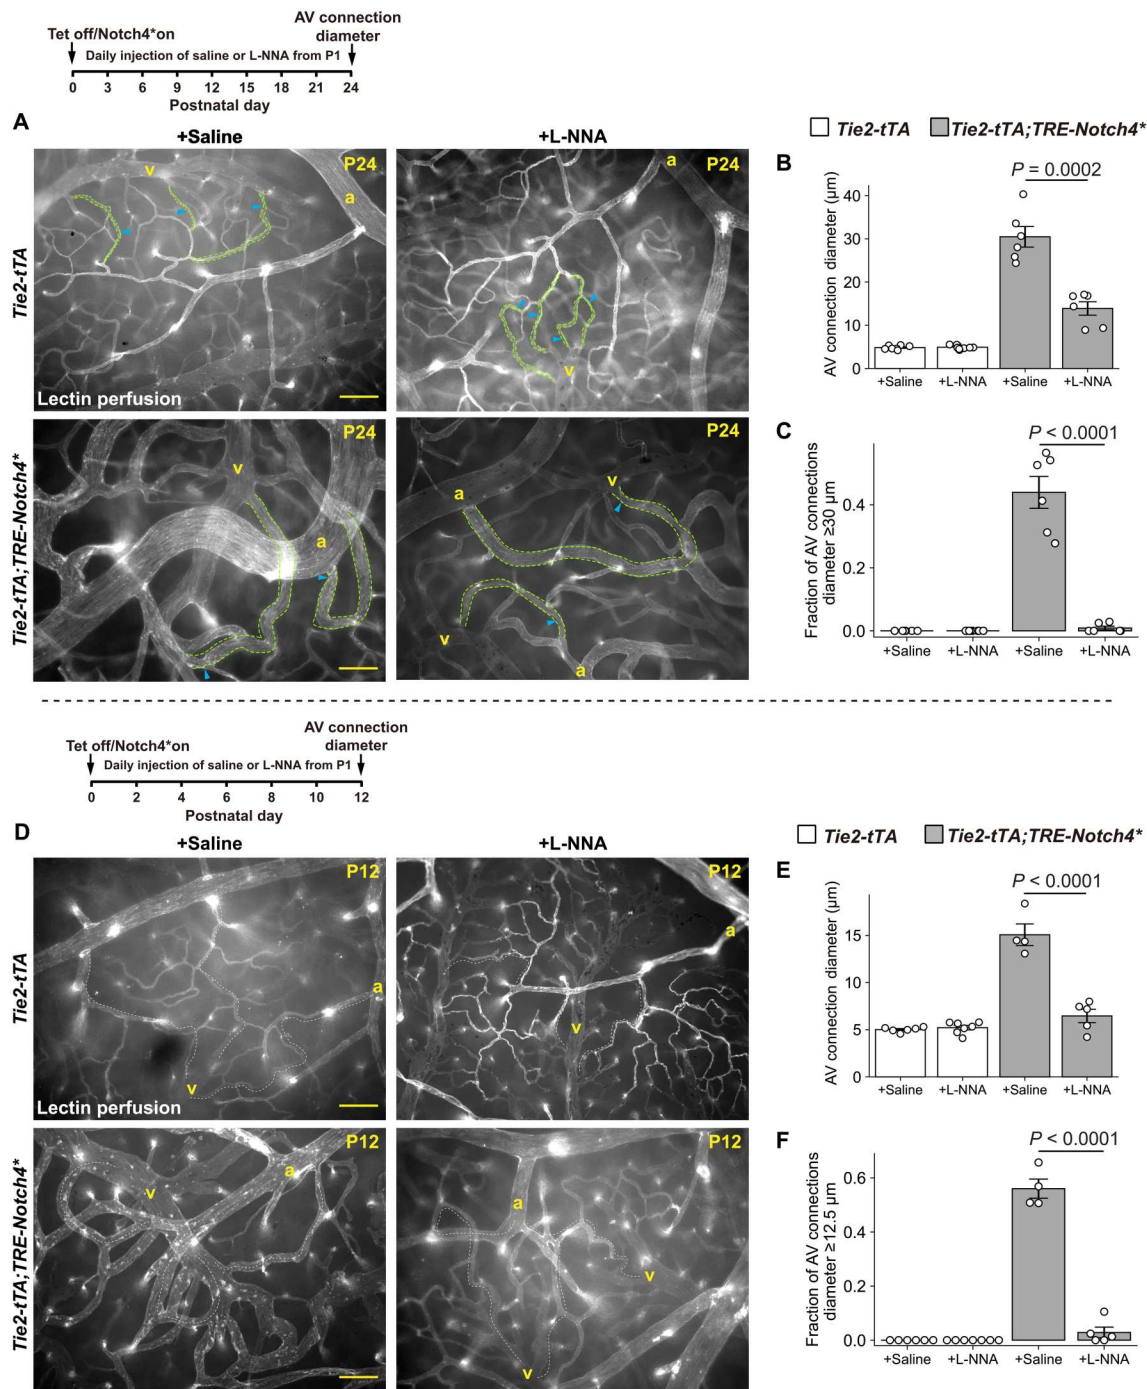 Tet off/Notch4*on
AV connection
diameter
Daily injection of saline or L-NNA from P1
0 3 6 9 12 15 18 21 24
Postnatal day
A
+Saline
+L-NNA
Tie2-tTA
P24
v
a
Lectin perfusion
P24
a
v
Tie2-tTA;TRE-Notch4*
P24
v
a
P24
a
v
v
a
Tie2-tTA
Tie2-tTA;TRE-Notch4*
B
P = 0.0002
AV connection diameter (µm)
40
30
20
10
0
+Saline +L-NNA +Saline +L-NNA
C
P < 0.0001
Fraction of AV connections
diameter ≥30 µm
0.4
0.2
0.0
+Saline +L-NNA +Saline +L-NNA
Tet off/Notch4*on
AV connection
diameter
Daily injection of saline or L-NNA from P1
0 2 4 6 8 10 12
Postnatal day
D
+Saline
+L-NNA
Tie2-tTA
P12
a
v
Lectin perfusion
P12
a
v
Tie2-tTA;TRE-Notch4*
P12
a
v
P12
a
v
v
Tie2-tTA
Tie2-tTA;TRE-Notch4*
E
P < 0.0001
AV connection diameter (µm)
15
10
5
0
+Saline +L-NNA +Saline +L-NNA
F
P < 0.0001
Fraction of AV connections
diameter ≥12.5 µm
0.6
0.4
0.2
0.0
+Saline +L-NNA +Saline +L-NNA